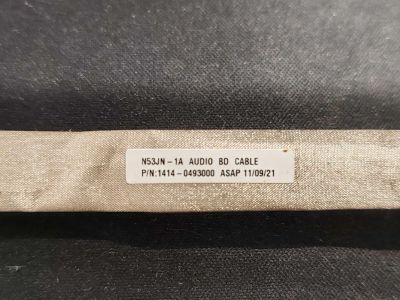 N53JN-1A AUDIO BD CABLE
P/N:1414-0493000 ASAP 11/09/21